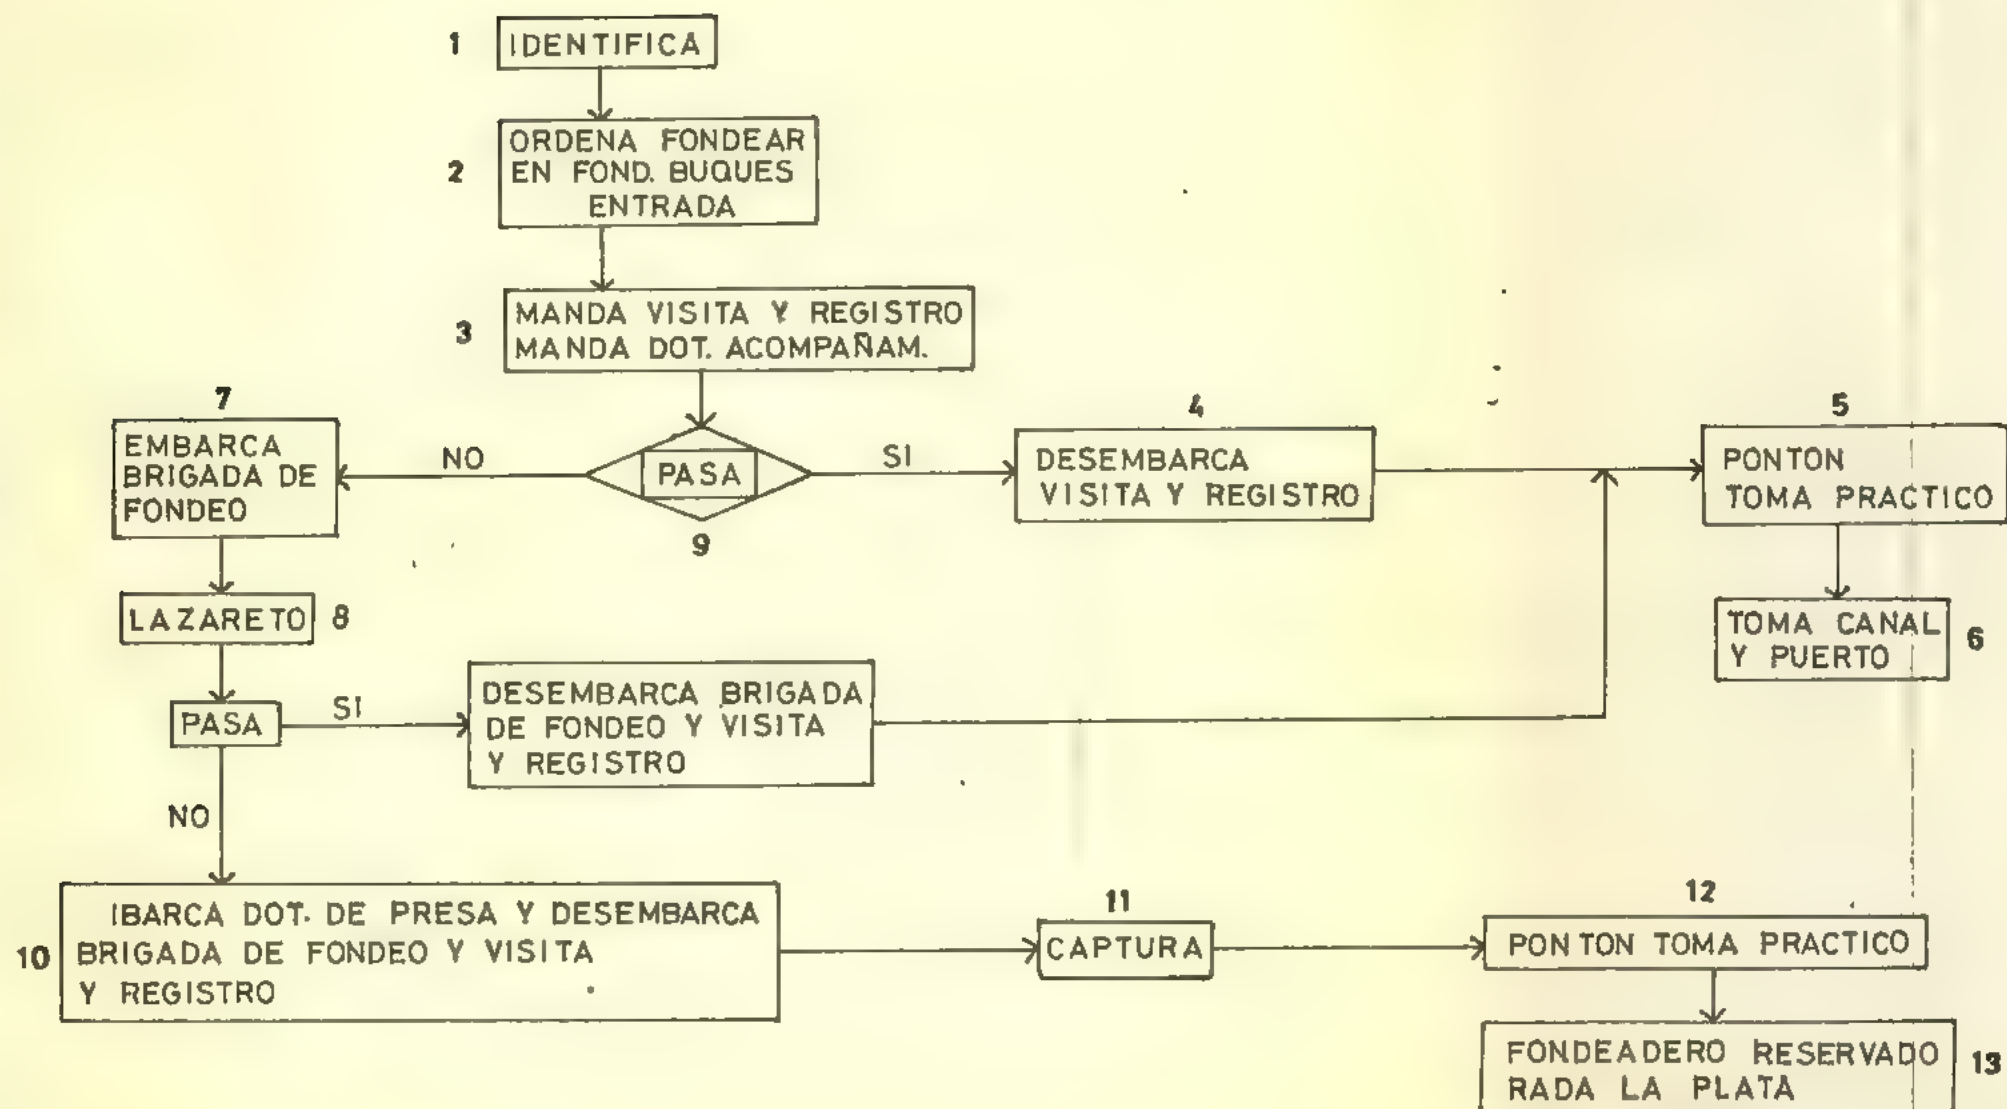 1
IDENTIFICA
2
ORDENA FONDEAR
EN FOND. BUQUES
ENTRADA
3
MANDA VISITA Y REGISTRO
MANDA DOT. ACOMPAÑAM.
7
EMBARCA
BRIGADA DE
FONDEO
NO
PASA
9
SI
4
DESEMBARCA
VISITA Y REGISTRO
5
PONTON
TOMA PRACTICO
TOMA CANAL
Y PUERTO
6
LAZARETO 8
PASA
SI
DESEMBARCA BRIGADA
DE FONDEO Y VISITA
Y REGISTRO
NO
10
IBARCA DOT. DE PRESA Y DESEMBARCA
BRIGADA DE FONDEO Y VISITA
Y REGISTRO
11
CAPTURA
12
PONTON TOMA PRACTICO
FONDEADERO RESERVADO
RADA LA PLATA
13